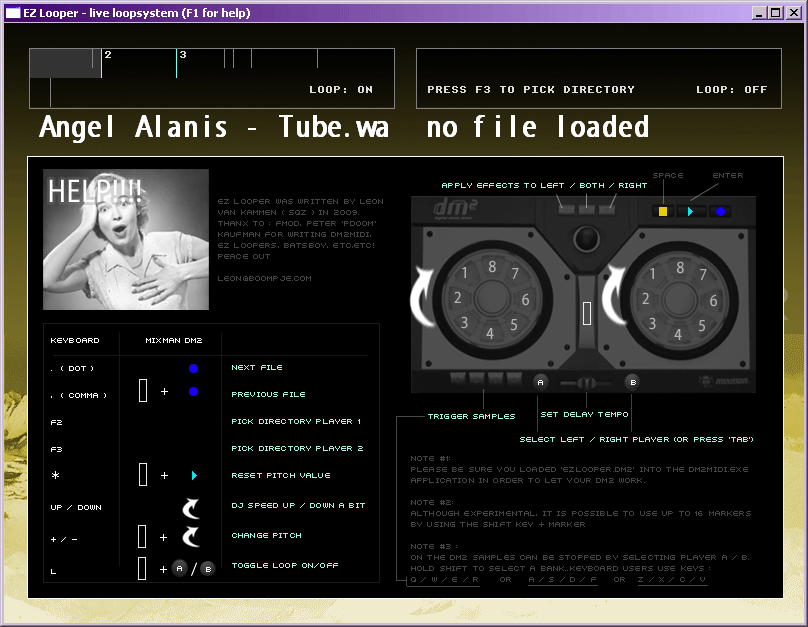 EZ Looper - live loopsystem (F1 for help)
2 3
LOOP: ON
PRESS F3 TO PICK DIRECTORY LOOP: OFF
Angel Alanis - Tube.wa no file loaded
HELP!!!!
EZ LOOPER WAS WRITTEN BY LEON
VAN KAMMEN ( SQZ ) IN 2009.
THANX TO : FMOD, PETER 'PDOOM'
KAUFMAN FOR WRITING DM2MIDI,
EZ LOOPERS, BATSBOY, ETC,ETC!
PEACE OUT
LEON@BOOMPJE.COM
SPACE ENTER
APPLY EFFECTS TO LEFT / BOTH / RIGHT
dm²
1 8 7 6 5 4 3 2
1 8 7 6 5 4 3 2
A B
TRIGGER SAMPLES
SET DELAY TEMPO
SELECT LEFT / RIGHT PLAYER (OR PRESS 'TAB')
KEYBOARD MIXMAN DM2
. ( DOT ) NEXT FILE
, ( COMMA ) + PREVIOUS FILE
F2 PICK DIRECTORY PLAYER 1
F3 PICK DIRECTORY PLAYER 2
* + RESET PITCH VALUE
UP / DOWN DJ SPEED UP / DOWN A BIT
+ / - + CHANGE PITCH
L + A / B TOGGLE LOOP ON/OFF
NOTE #1:
PLEASE BE SURE YOU LOADED 'EZLOOPER.DM2' INTO THE DM2MIDI.EXE
APPLICATION IN ORDER TO LET YOUR DM2 WORK.
NOTE #2:
ALTHOUGH EXPERIMENTAL, IT IS POSSIBLE TO USE UP TO 16 MARKERS
BY USING THE SHIFT KEY + MARKER
NOTE #3 :
ON THE DM2 SAMPLES CAN BE STOPPED BY SELECTING PLAYER A / B.
HOLD SHIFT TO SELECT A BANK..KEYBOARD USERS USE KEYS :
Q / W / E / R OR A / S / D / F OR Z / X / C / V